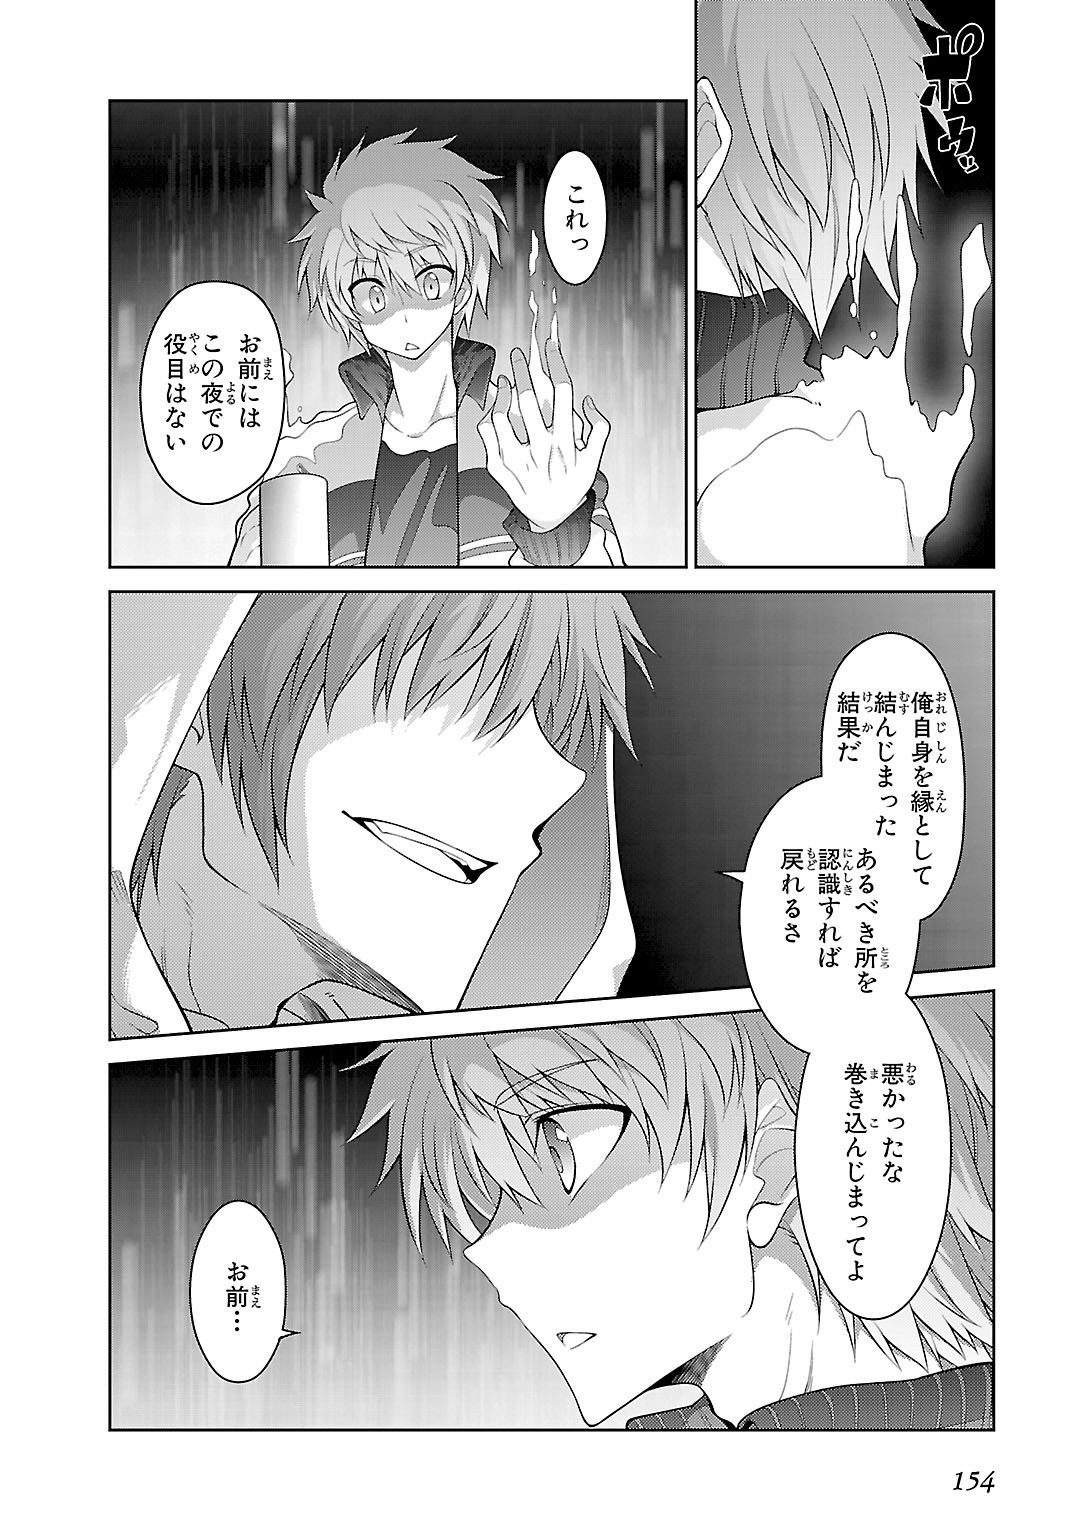 ポウッ
これっ
お前には
この夜での
役目はない
俺自身を縁として
結んじまった
結果だ
あるべき所を
認識すれば
戻れるさ
悪かったな
巻き込んじまってよ
お前…
154